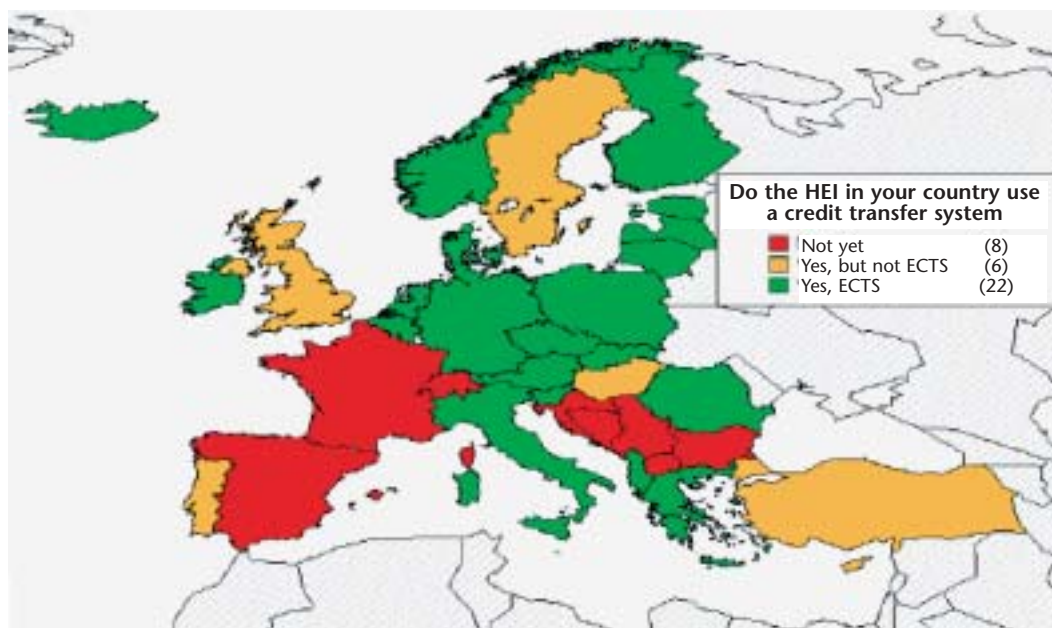 Do the HEI in your country use
a credit transfer system
Not yet (8)
Yes, but not ECTS (6)
Yes, ECTS (22)